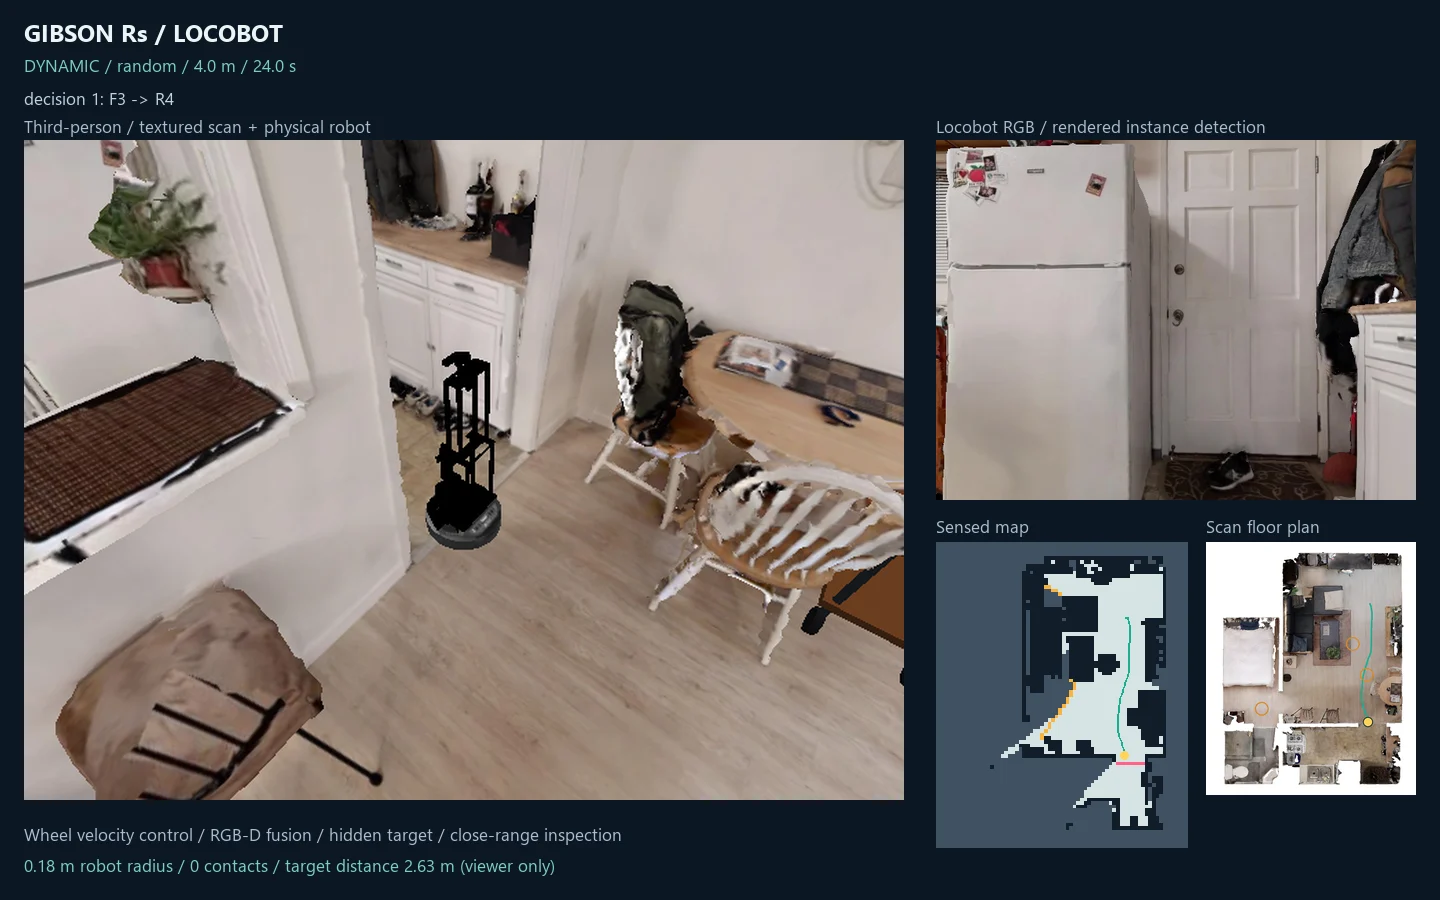 GIBSON Rs / LOCOBOT
DYNAMIC / random / 4.0 m / 24.0 s
decision 1: F3 -> R4
Third-person / textured scan + physical robot
Locobot RGB / rendered instance detection
Sensed map
Scan floor plan
Wheel velocity control / RGB-D fusion / hidden target / close-range inspection
0.18 m robot radius / 0 contacts / target distance 2.63 m (viewer only)